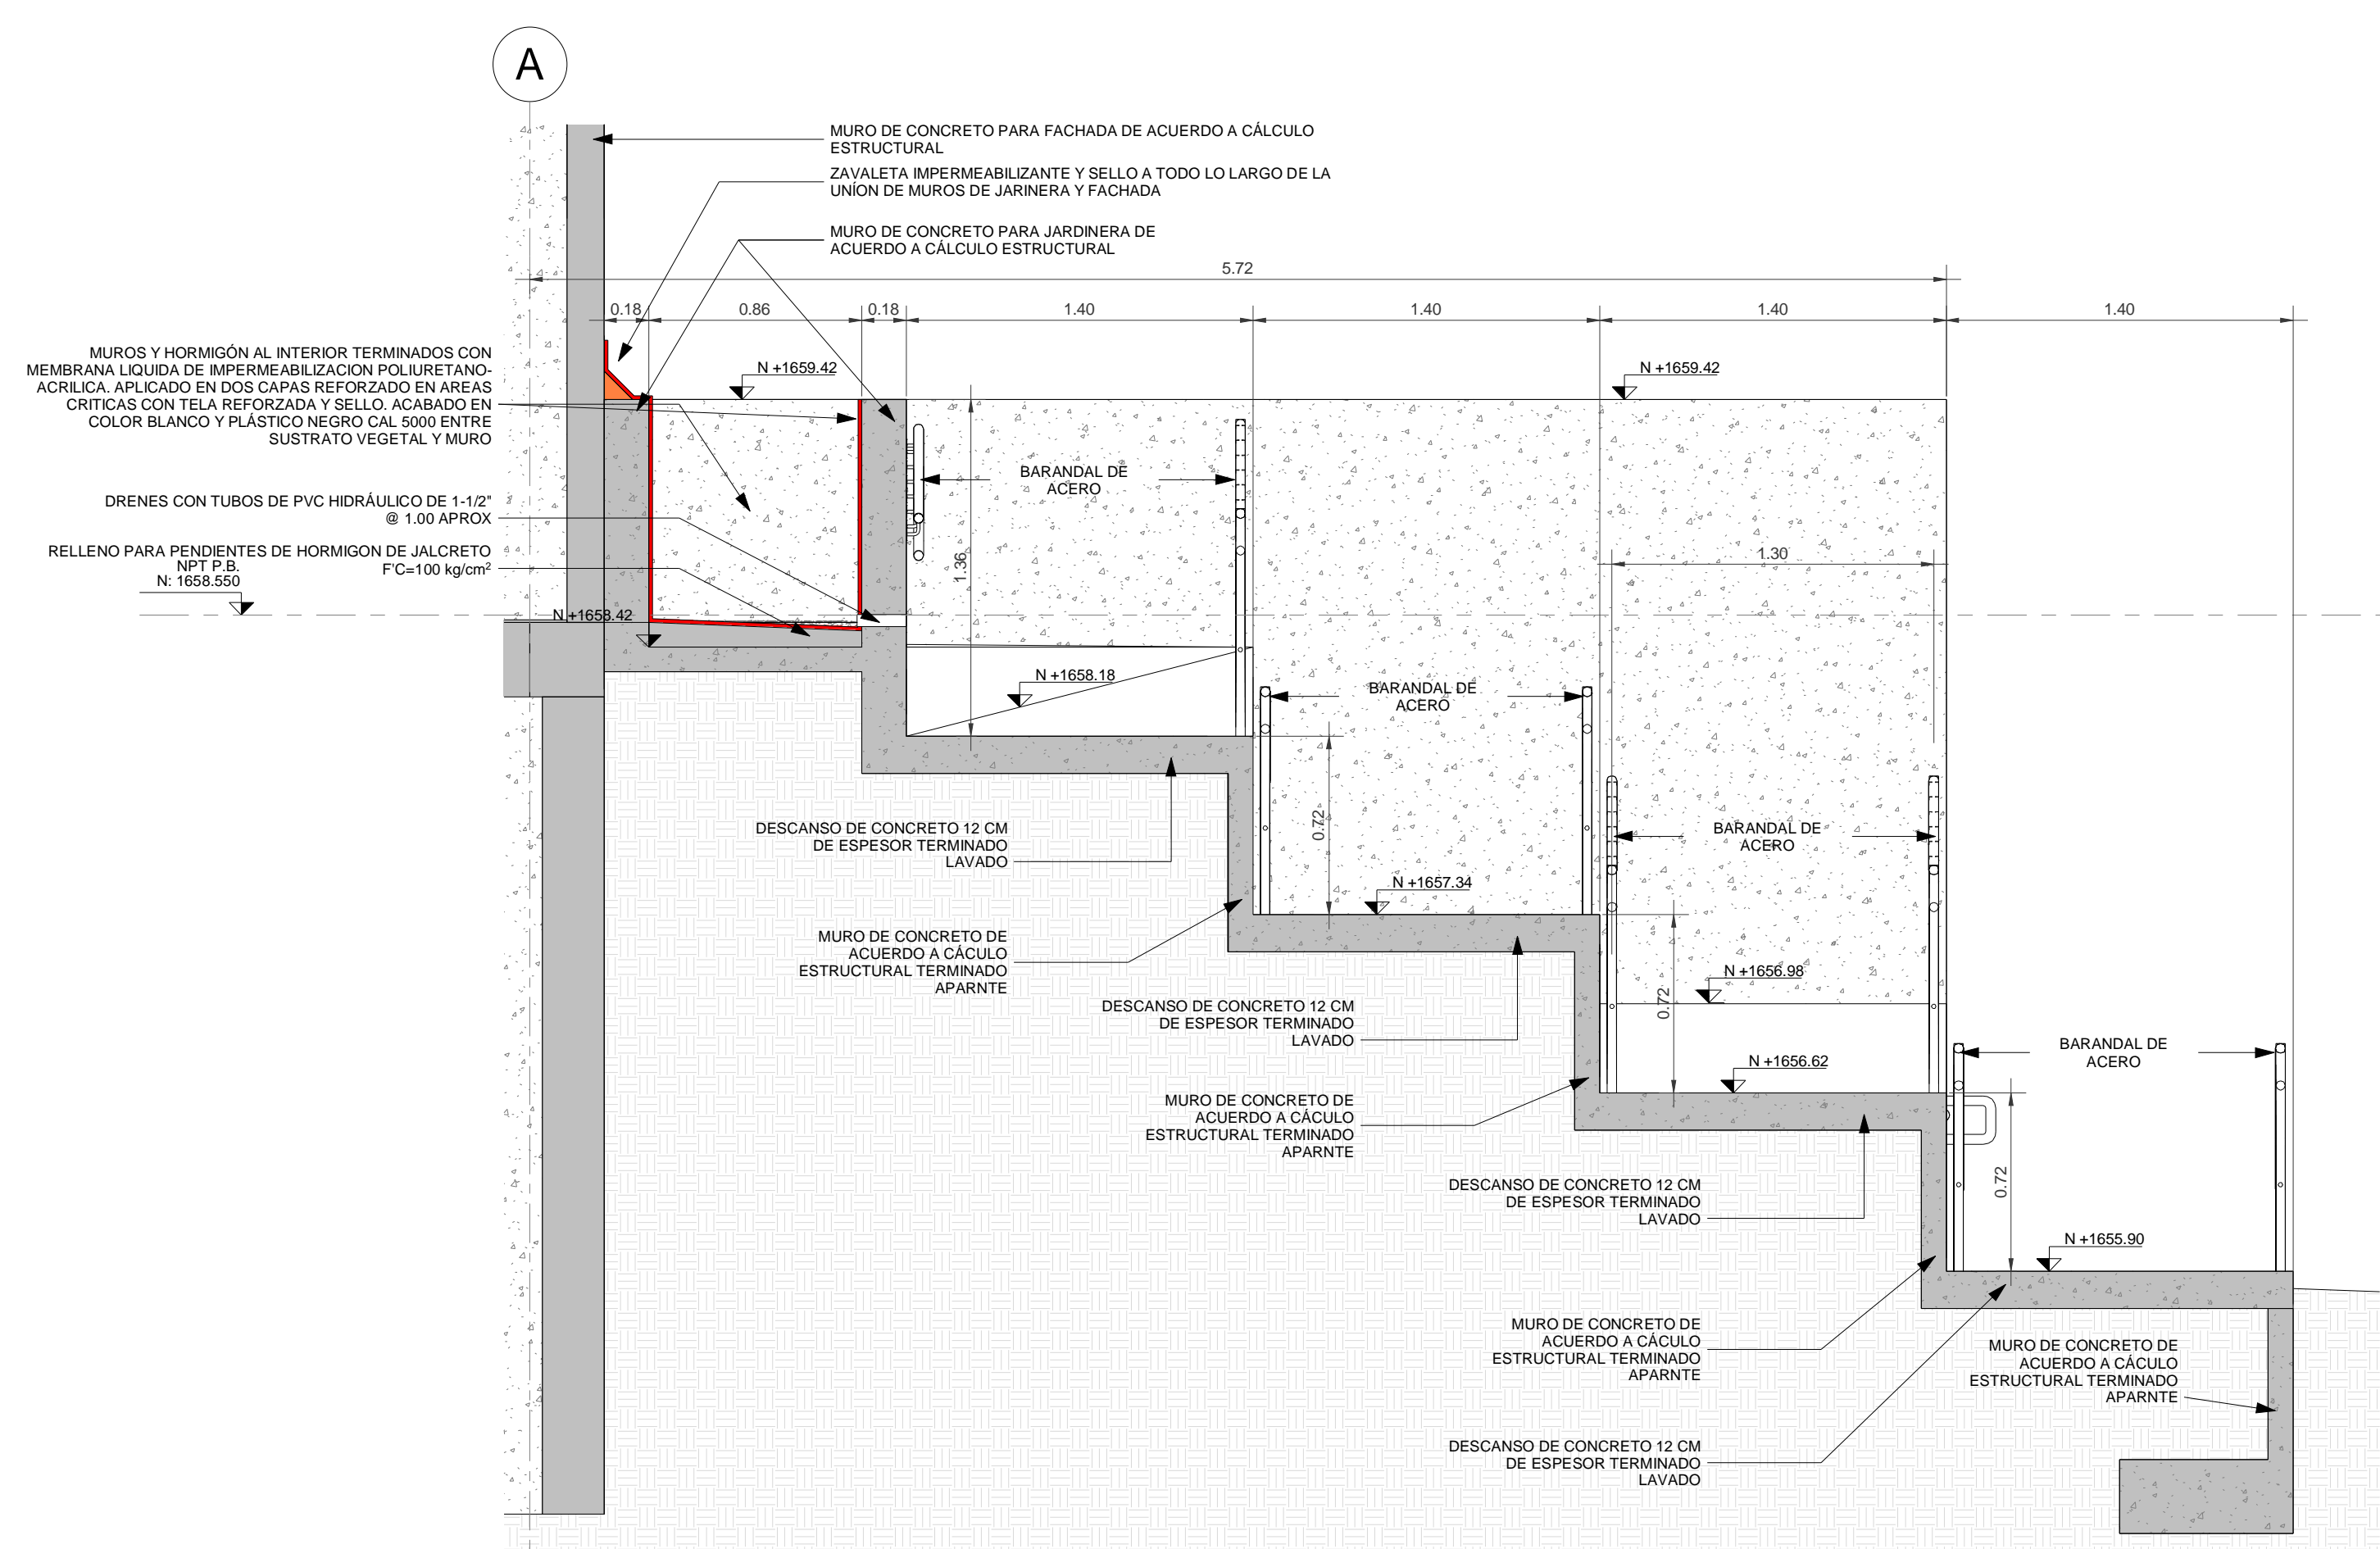 A
MURO DE CONCRETO PARA FACHADA DE ACUERDO A CÁLCULO
ESTRUCTURAL
ZAVALETA IMPERMEABILIZANTE Y SELLO A TODO LO LARGO DE LA
UNÍON DE MUROS DE JARINERA Y FACHADA
MURO DE CONCRETO PARA JARDINERA DE
ACUERDO A CÁLCULO ESTRUCTURAL
5.72
0.18
0.86
0.18
1.40
1.40
1.40
1.40
MUROS Y HORMIGÓN AL INTERIOR TERMINADOS CON
MEMBRANA LIQUIDA DE IMPERMEABILIZACION POLIURETANO-
ACRILICA. APLICADO EN DOS CAPAS REFORZADO EN AREAS
CRITICAS CON TELA REFORZADA Y SELLO. ACABADO EN
COLOR BLANCO Y PLÁSTICO NEGRO CAL 5000 ENTRE
SUSTRATO VEGETAL Y MURO
N +1659.42
N +1659.42
BARANDAL DE
ACERO
DRENES CON TUBOS DE PVC HIDRÁULICO DE 1-1/2"
@ 1.00 APROX
RELLENO PARA PENDIENTES DE HORMIGON DE JALCRETO
F'C=100 kg/cm²
NPT P.B.
N: 1658.550
1.36
1.30
N +1658.42
N +1658.18
BARANDAL DE
ACERO
0.72
DESCANSO DE CONCRETO 12 CM
DE ESPESOR TERMINADO
LAVADO
BARANDAL DE
ACERO
N +1657.34
MURO DE CONCRETO DE
ACUERDO A CÁCULO
ESTRUCTURAL TERMINADO
APARNTE
N +1656.98
0.72
DESCANSO DE CONCRETO 12 CM
DE ESPESOR TERMINADO
LAVADO
N +1656.62
BARANDAL DE
ACERO
MURO DE CONCRETO DE
ACUERDO A CÁCULO
ESTRUCTURAL TERMINADO
APARNTE
0.72
DESCANSO DE CONCRETO 12 CM
DE ESPESOR TERMINADO
LAVADO
N +1655.90
MURO DE CONCRETO DE
ACUERDO A CÁCULO
ESTRUCTURAL TERMINADO
APARNTE
MURO DE CONCRETO DE
ACUERDO A CÁCULO
ESTRUCTURAL TERMINADO
APARNTE
DESCANSO DE CONCRETO 12 CM
DE ESPESOR TERMINADO
LAVADO